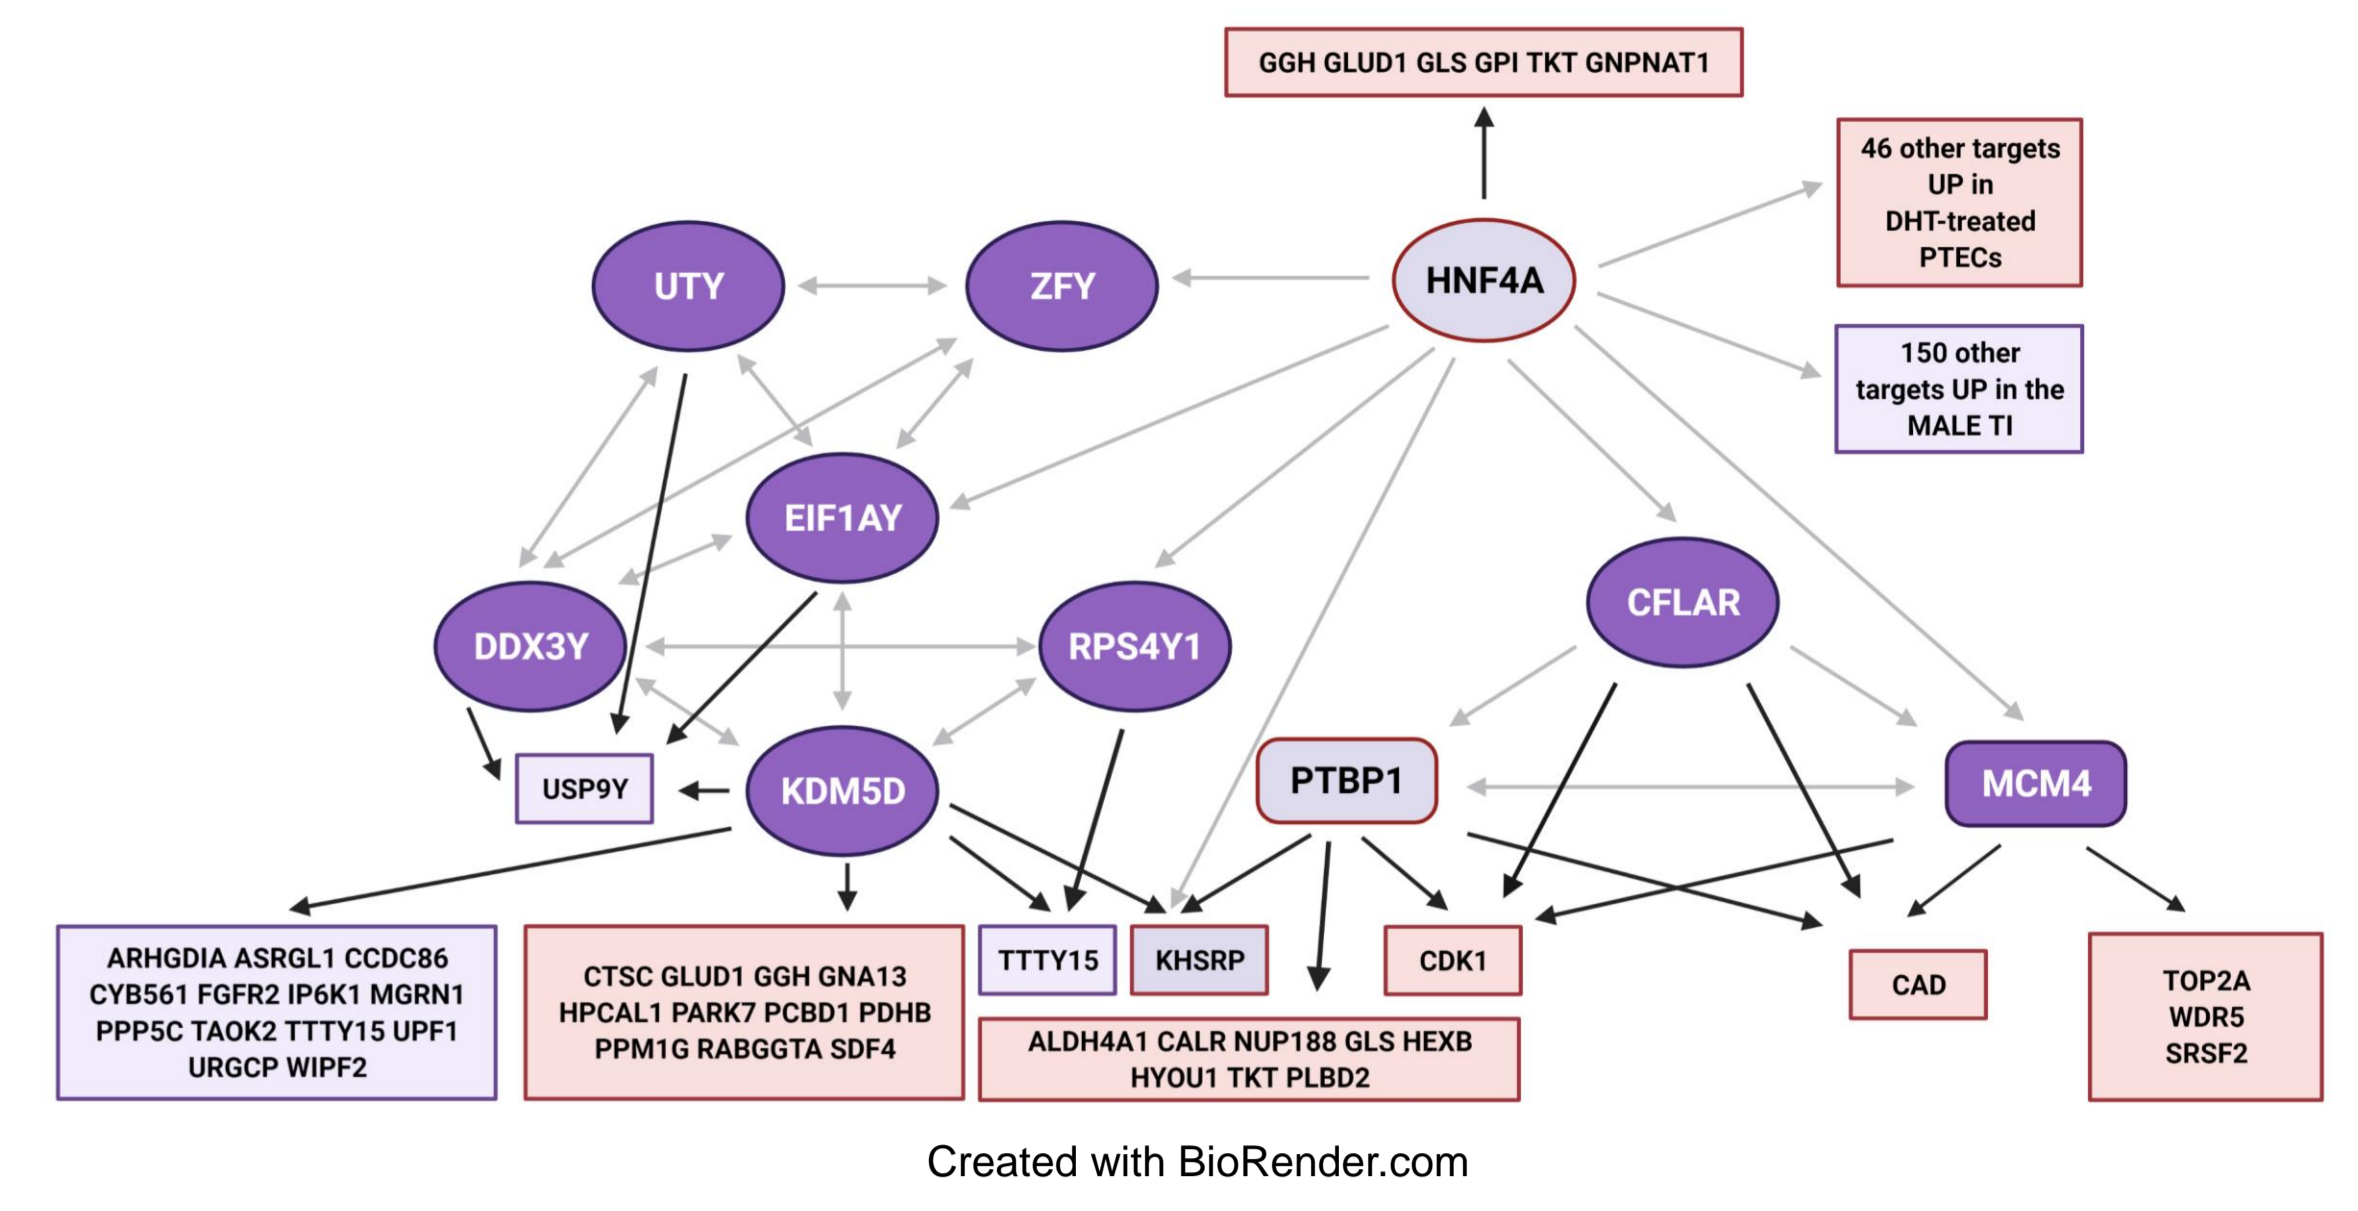 GGH GLUD1 GLS GPI TKT GNPNAT1
46 other targets
UP in
DHT-treated
PTECs
UTY
ZFY
HNF4A
150 other
targets UP in the
MALE TI
EIF1AY
CFLAR
DDX3Y
RPS4Y1
USP9Y
KDM5D
PTBP1
MCM4
ARHGDIA ASRGL1 CCDC86
CYB561 FGFR2 IP6K1 MGRN1
PPP5C TAOK2 TTTY15 UPF1
URGCP WIPF2
CTSC GLUD1 GGH GNA13
HPCAL1 PARK7 PCBD1 PDHB
PPM1G RABGGTA SDF4
TTTY15
KHSRP
CDK1
ALDH4A1 CALR NUP188 GLS HEXB
HYOU1 TKT PLBD2
CAD
TOP2A
WDR5
SRSF2
Created with BioRender.com